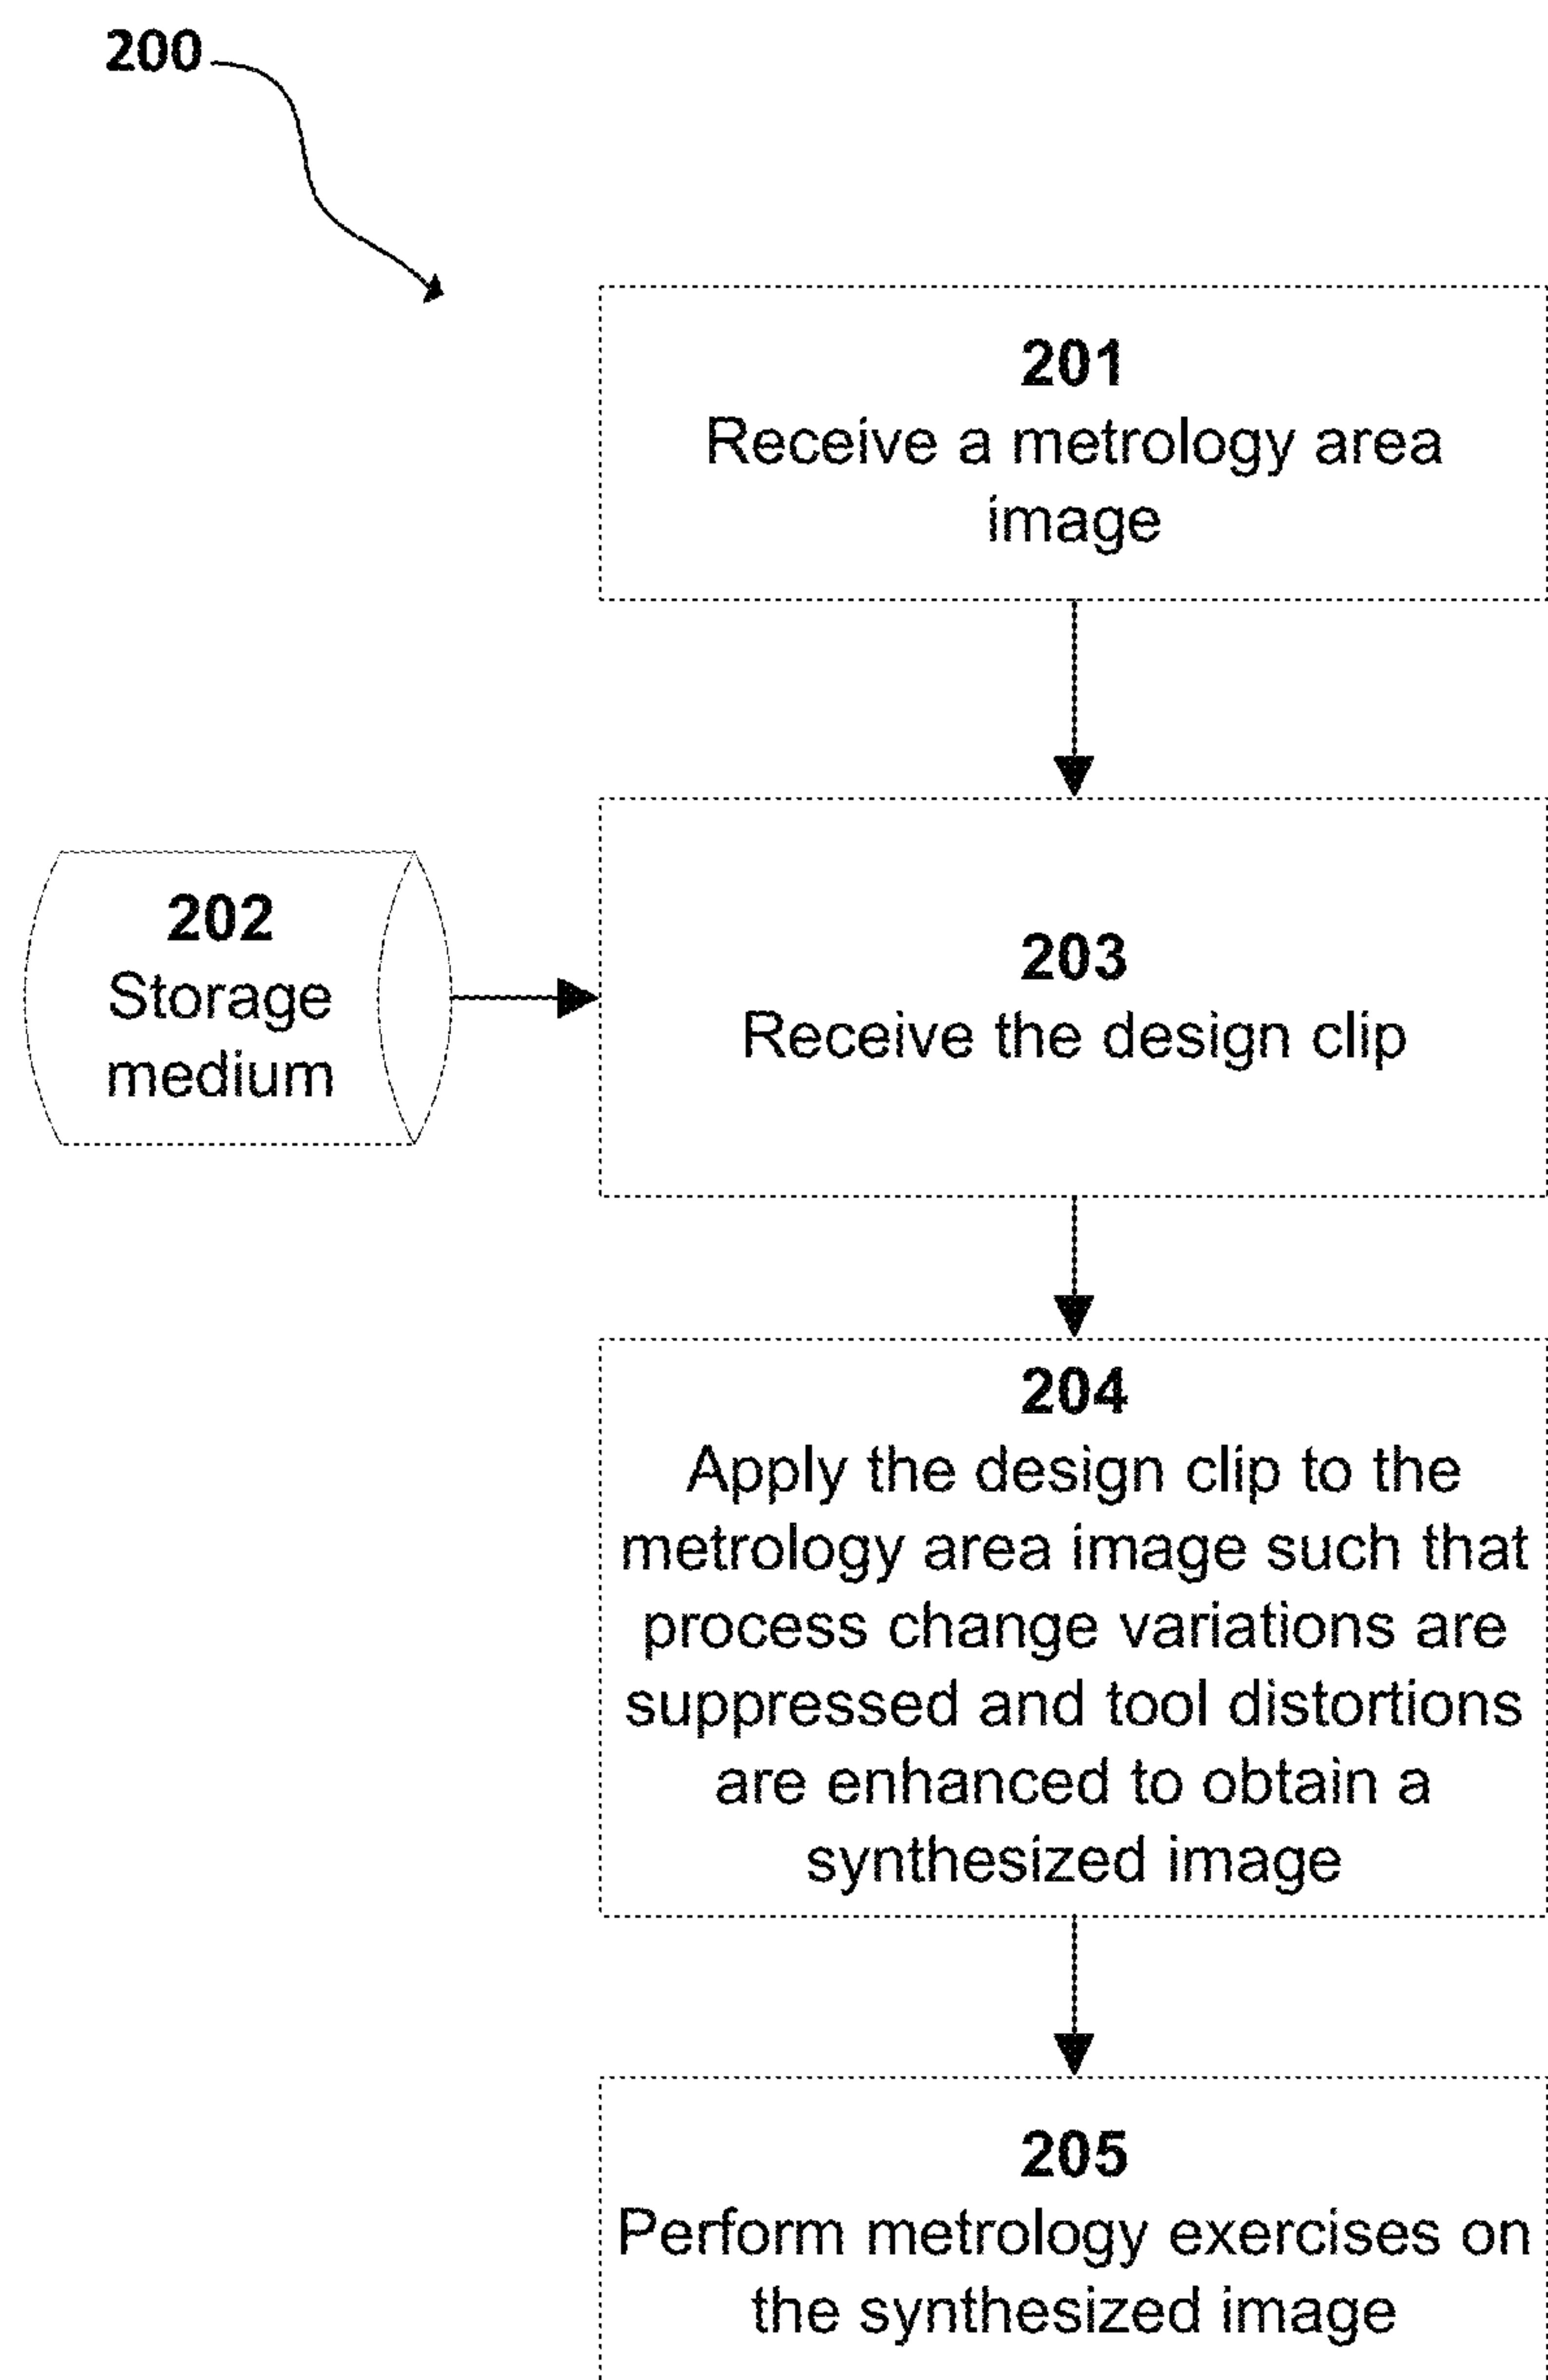 200
201
Receive a metrology area
image
202
Storage
medium
203
Receive the design clip
204
Apply the design clip to the
metrology area image such that
process change variations are
suppressed and tool distortions
are enhanced to obtain a
synthesized image
205
Perform metrology exercises on
the synthesized image